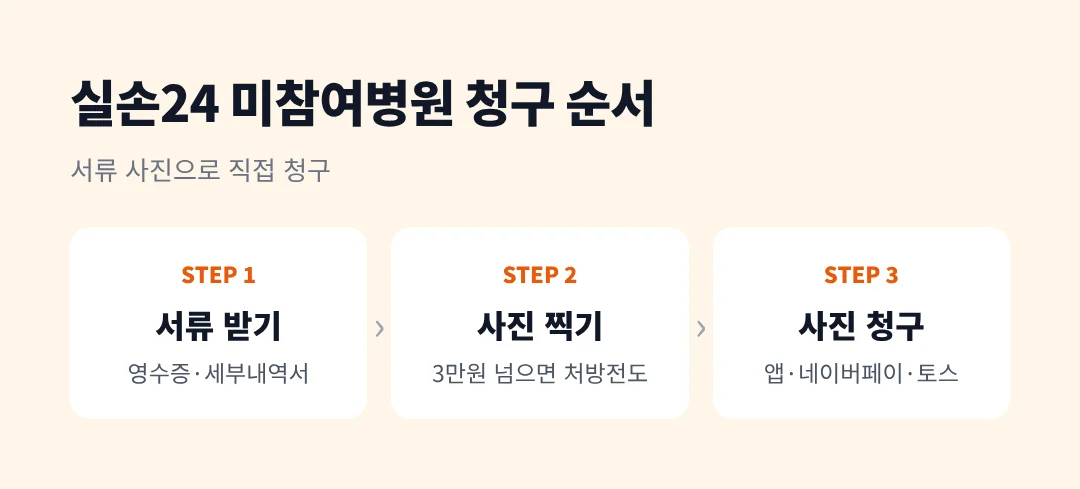 실손24 미참여병원 청구 순서
서류 사진으로 직접 청구
STEP 1
서류 받기
영수증·세부내역서
›
STEP 2
사진 찍기
3만원 넘으면 처방전도
›
STEP 3
사진 청구
앱·네이버페이·토스